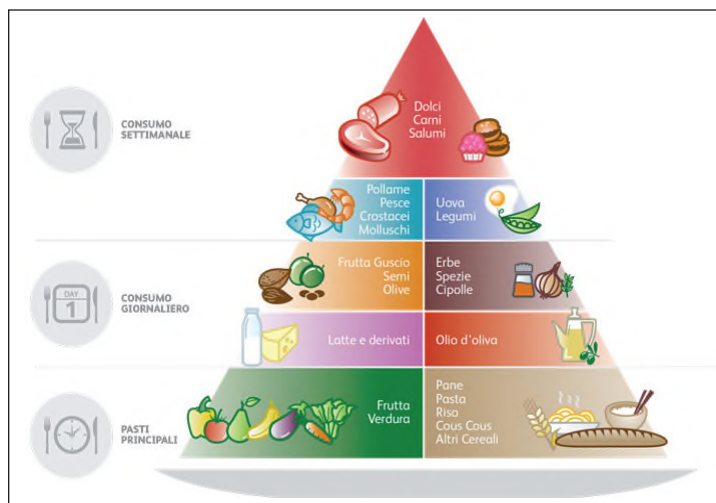 CONSUMO
SETTIMANALE
Dolci
Carni
Salumi
Pollame
Pesce
Crostacei
Molluschi
Uova
Legumi
DAY
1
CONSUMO
GIORNALIERO
Frutta Guscio
Semi
Olive
Erbe
Spezie
Cipolle
Latte e derivati
Olio d'oliva
PASTI
PRINCIPALI
Frutta
Verdura
Pane
Pasta
Riso
Cous Cous
Altri Cereali